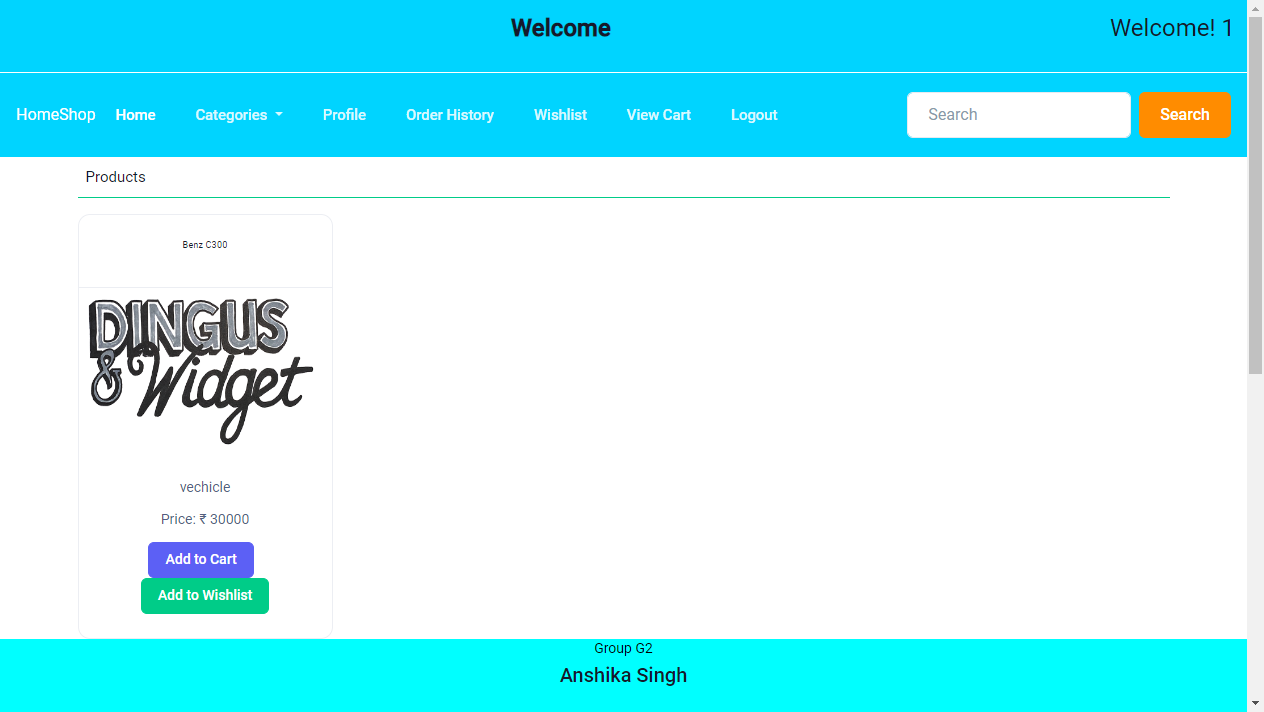 Welcome
Welcome! 1
HomeShop Home Categories Profile Order History Wishlist View Cart Logout Search Search
Products
Benz C300
DINGUS
& Widget
vechicle
Price: ₹ 30000
Add to Cart
Add to Wishlist
Group G2
Anshika Singh